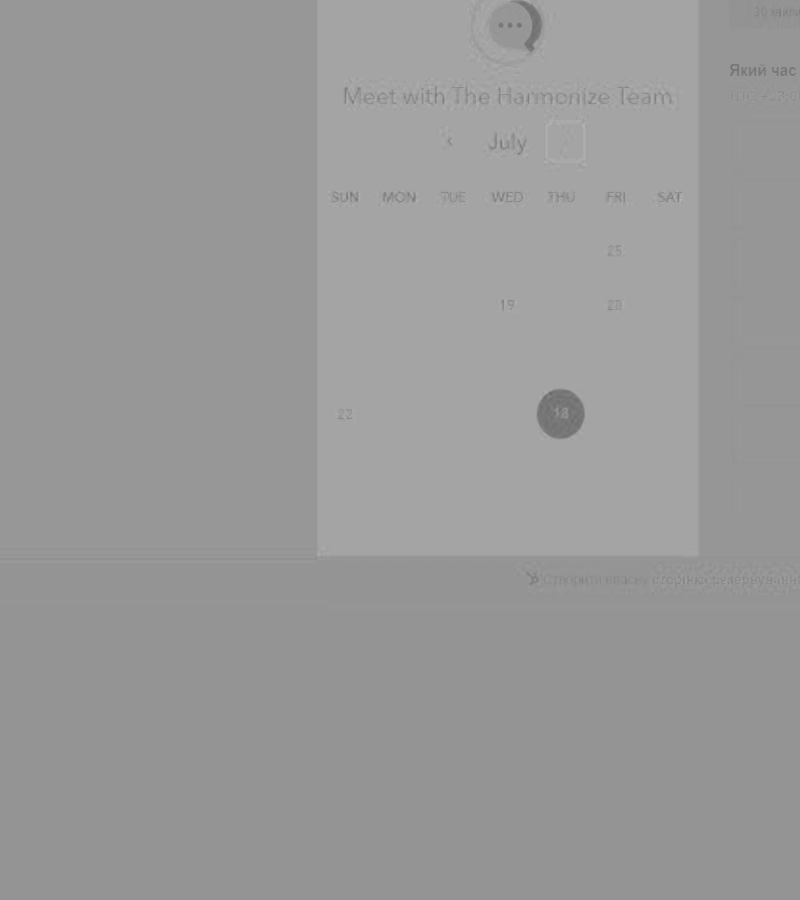 30 хвилин
Meet with The Harmonize Team
Який час
‹ July
SUN MON TUE WED THU FRI SAT
25
19 20
22 18
Створити власну сторінку резервування